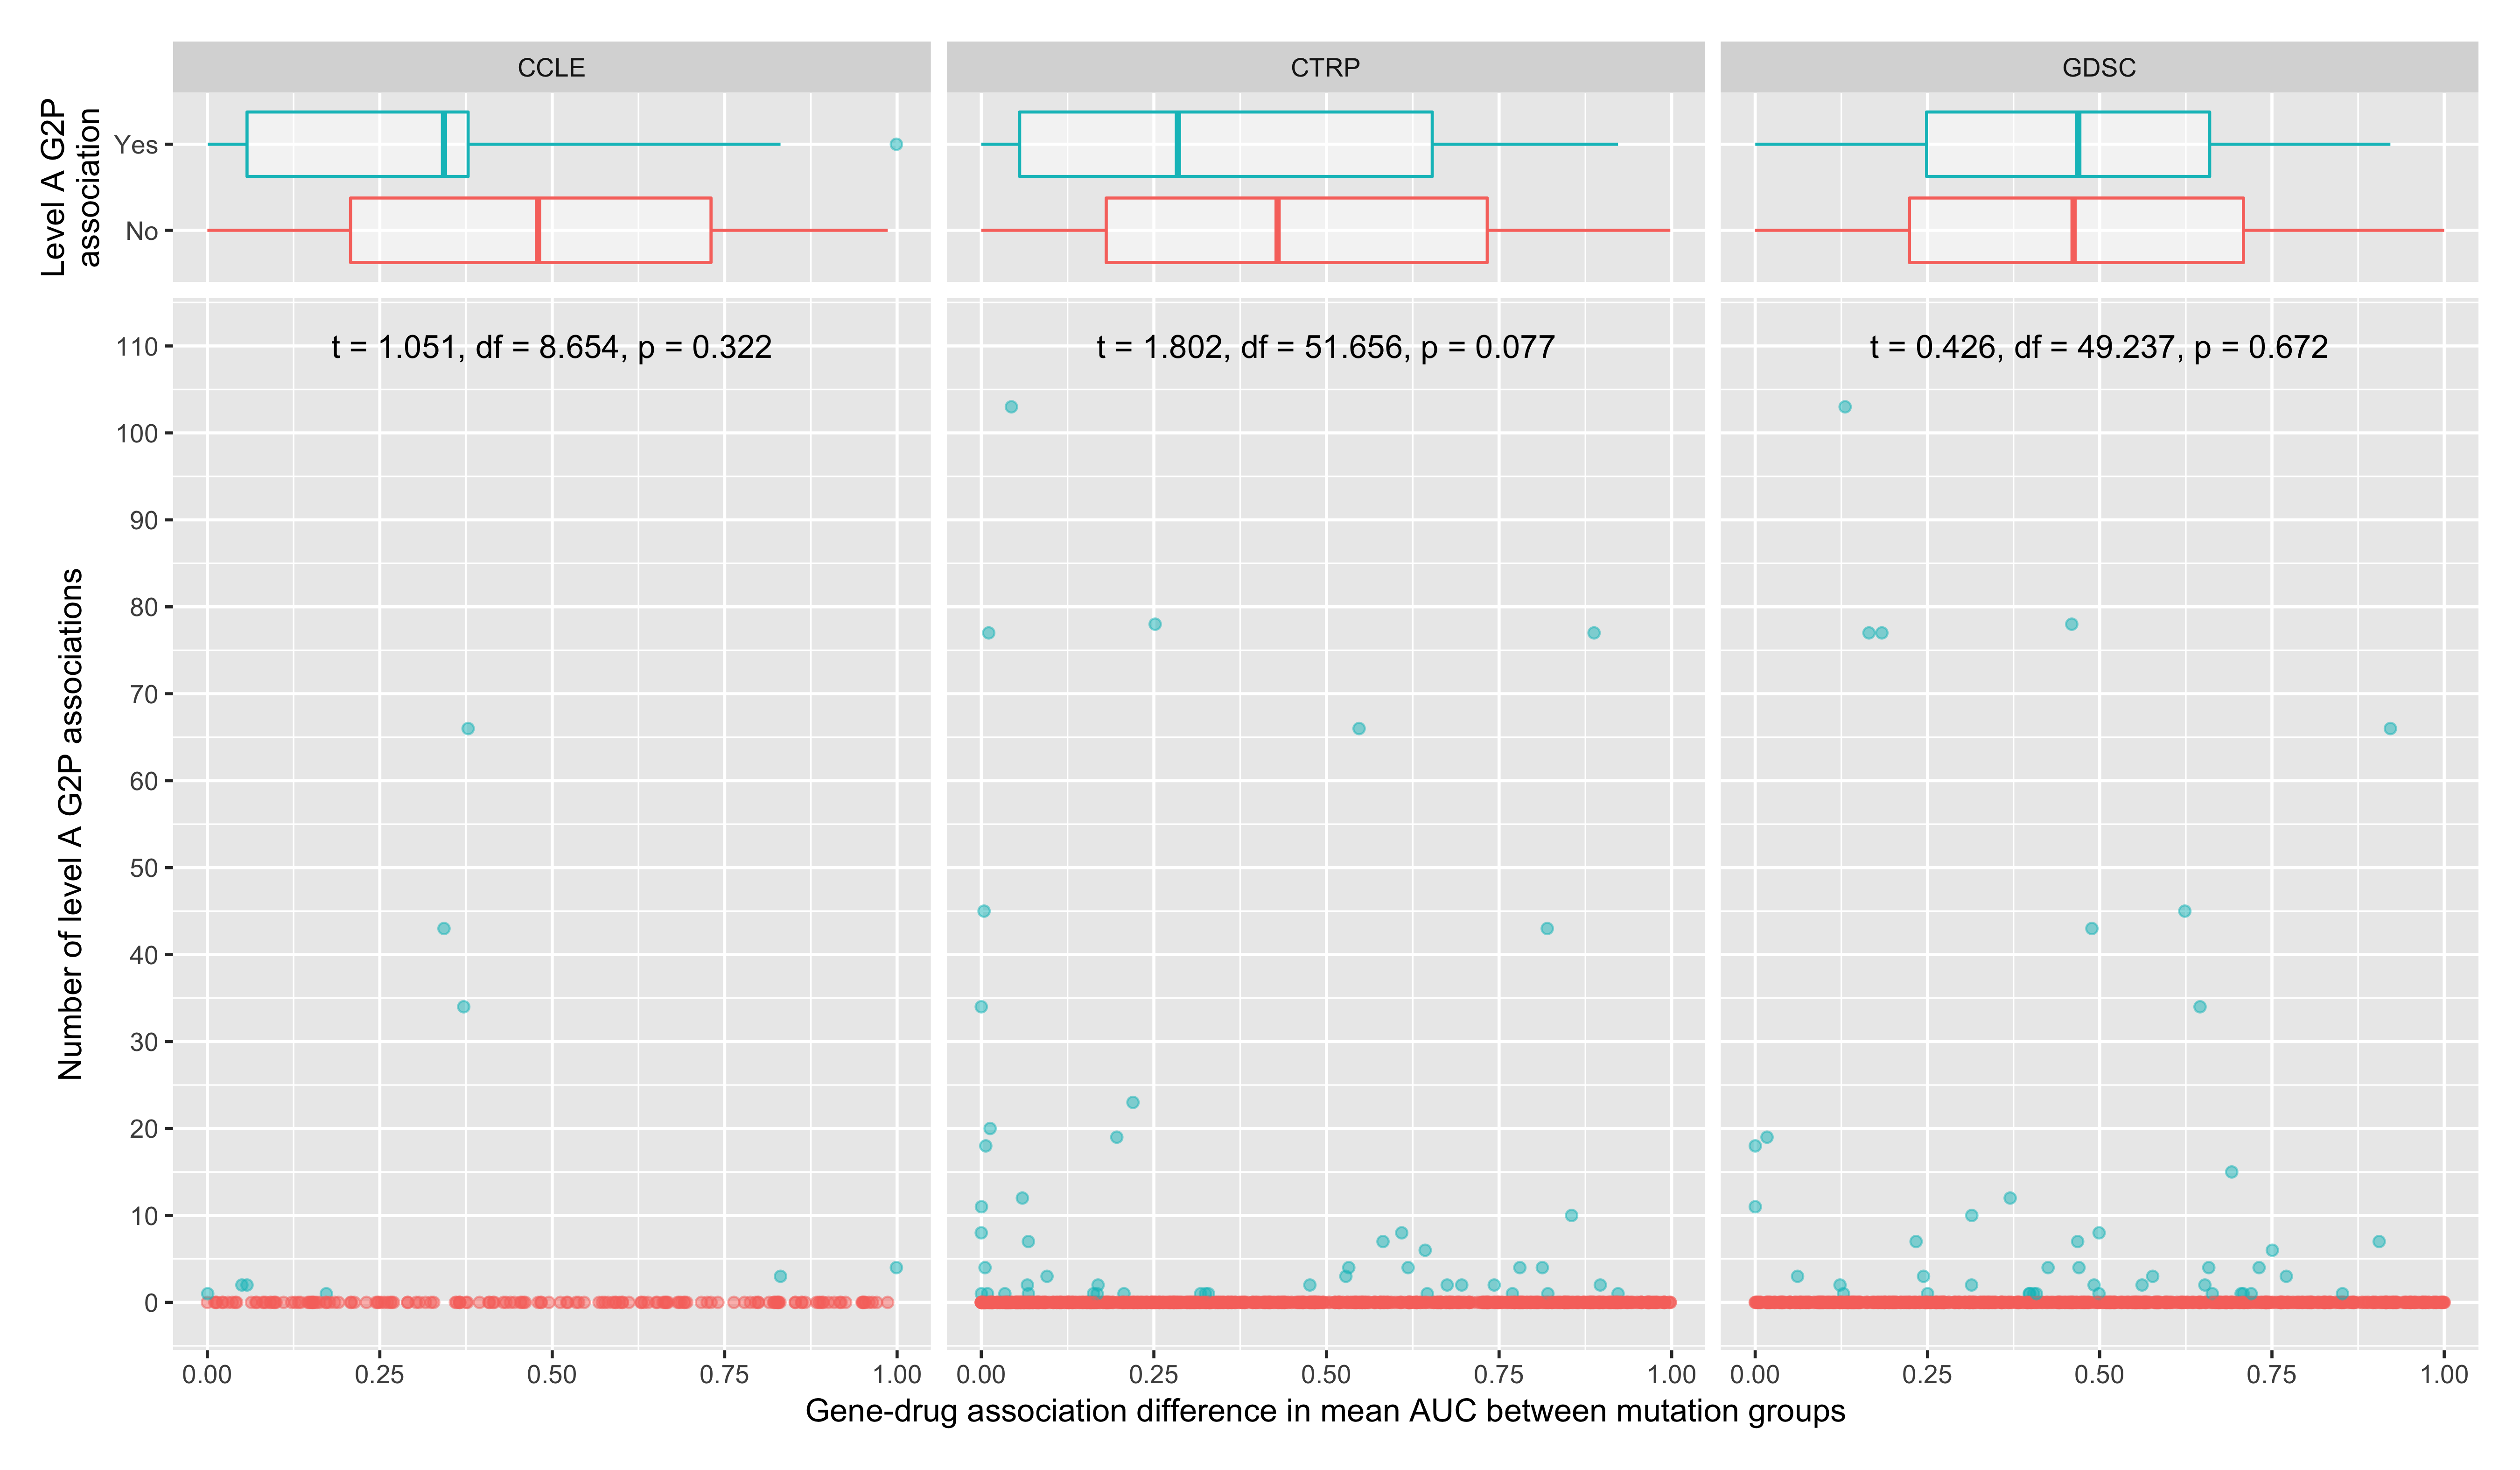 CCLE
CTRP
GDSC
Level A G2P
association
Yes
No
t = 1.051, df = 8.654, p = 0.322
t = 1.802, df = 51.656, p = 0.077
t = 0.426, df = 49.237, p = 0.672
Number of level A G2P associations
110
100
90
80
70
60
50
40
30
20
10
0
0.00 0.25 0.50 0.75 1.00
0.00 0.25 0.50 0.75 1.00
0.00 0.25 0.50 0.75 1.00
Gene-drug association difference in mean AUC between mutation groups